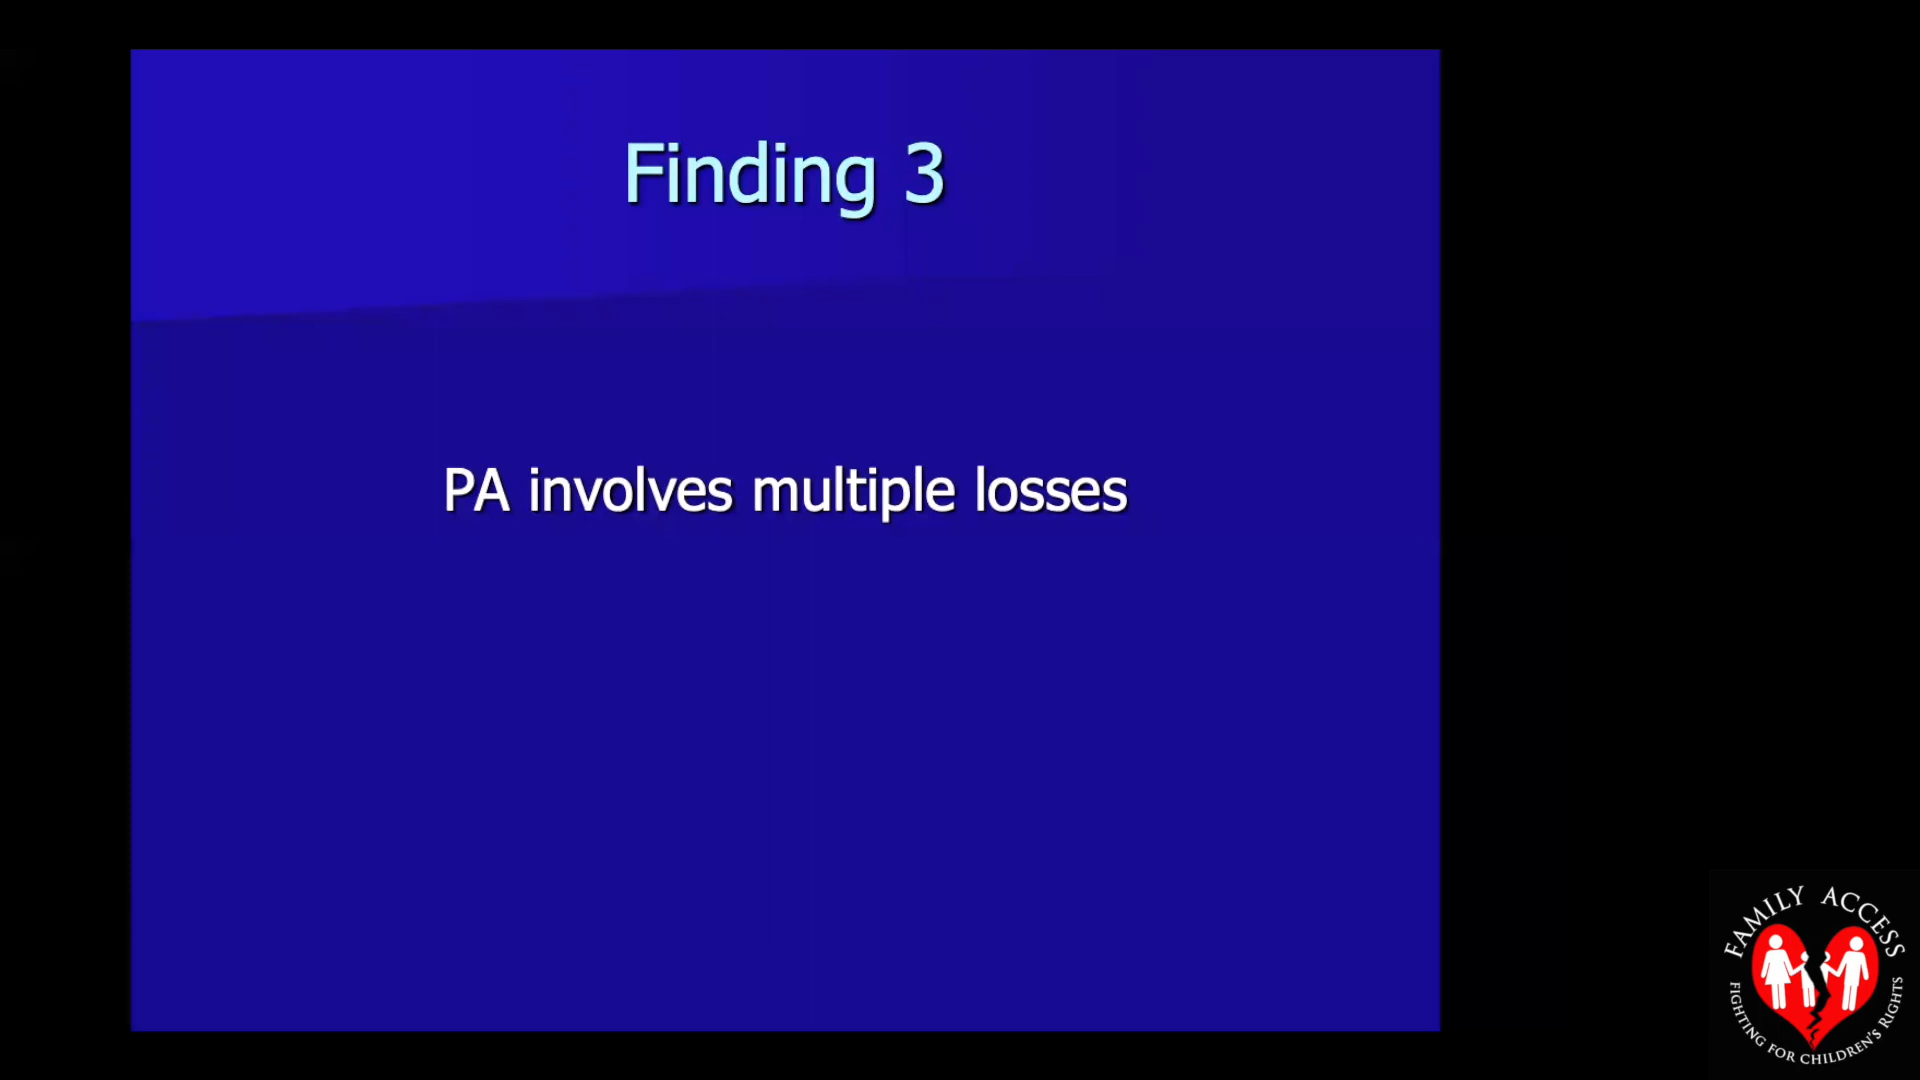 Finding 3
PA involves multiple losses
FAMILY ACCESS
FIGHTING FOR CHILDREN'S RIGHTS